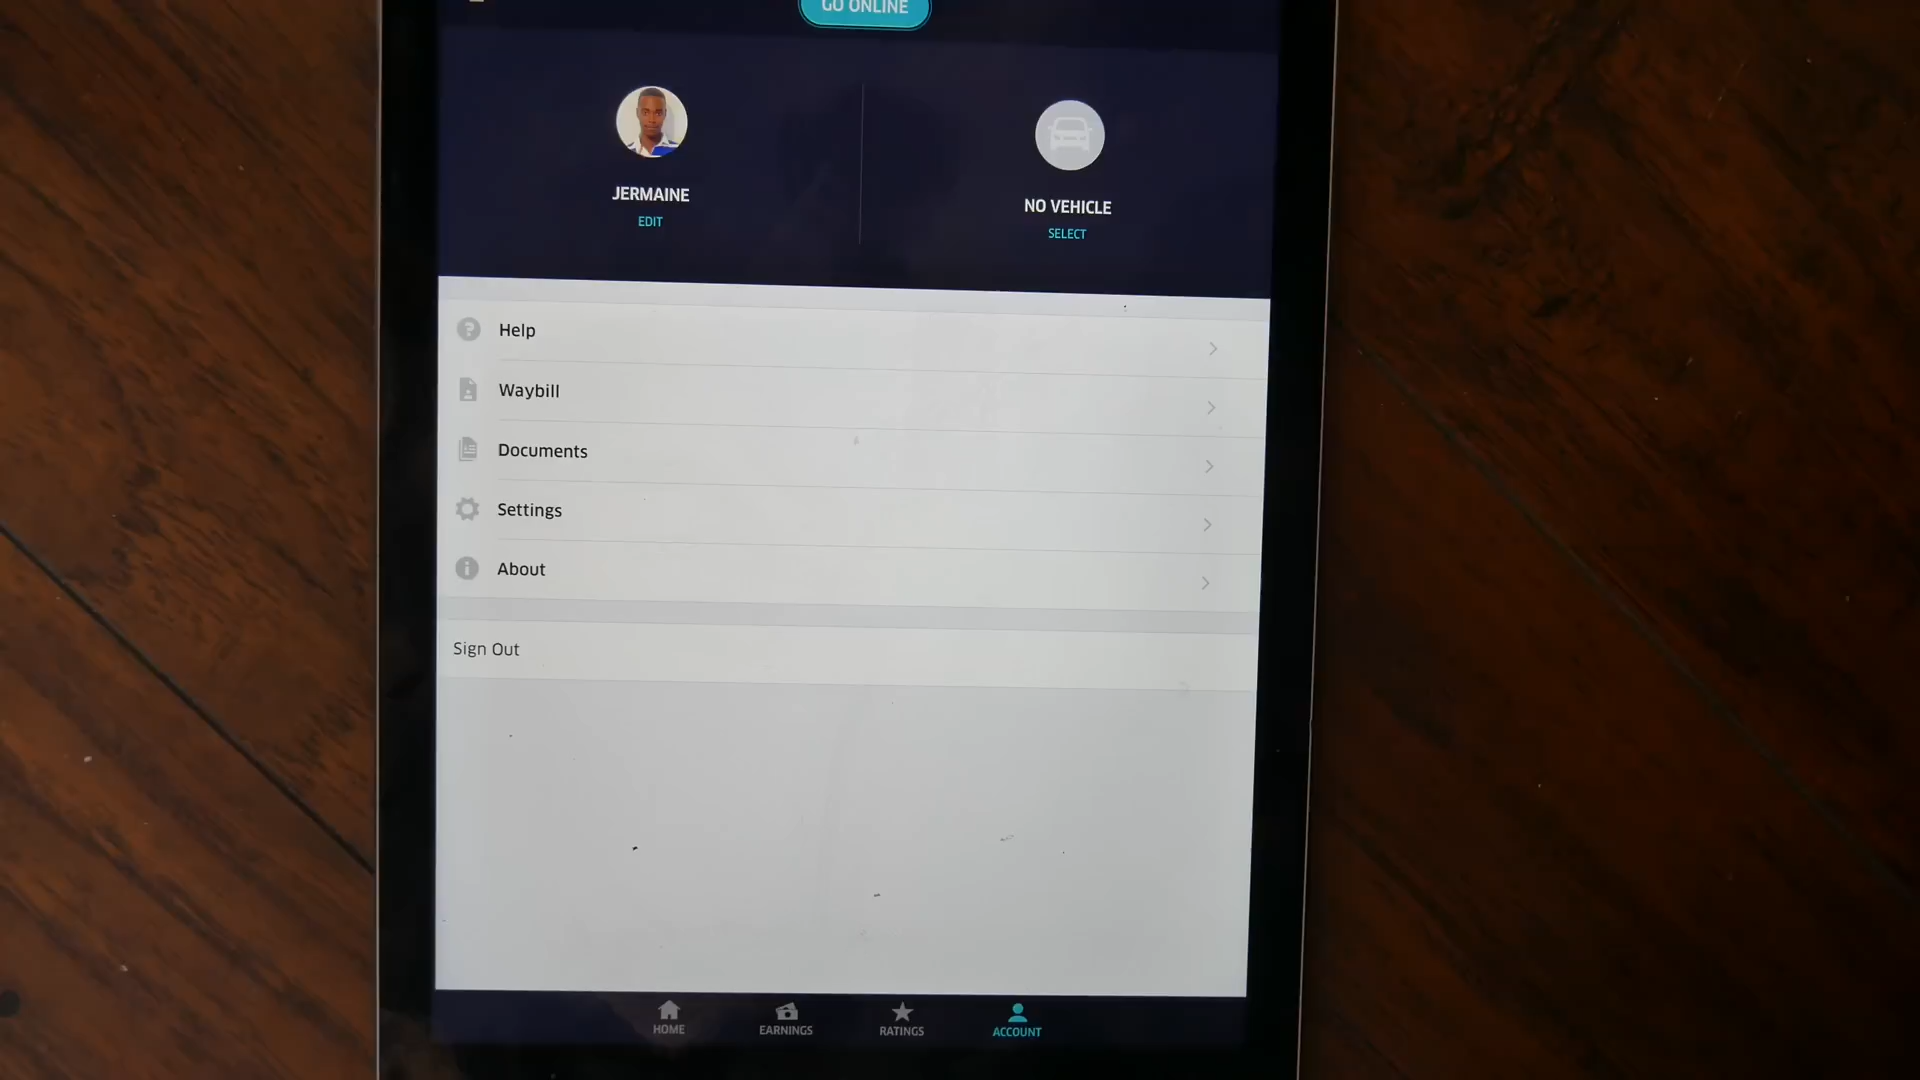 GO ONLINE
JERMAINE
EDIT
NO VEHICLE
SELECT
Help
Waybill
Documents
Settings
About
Sign Out
HOME
EARNINGS
RATINGS
ACCOUNT